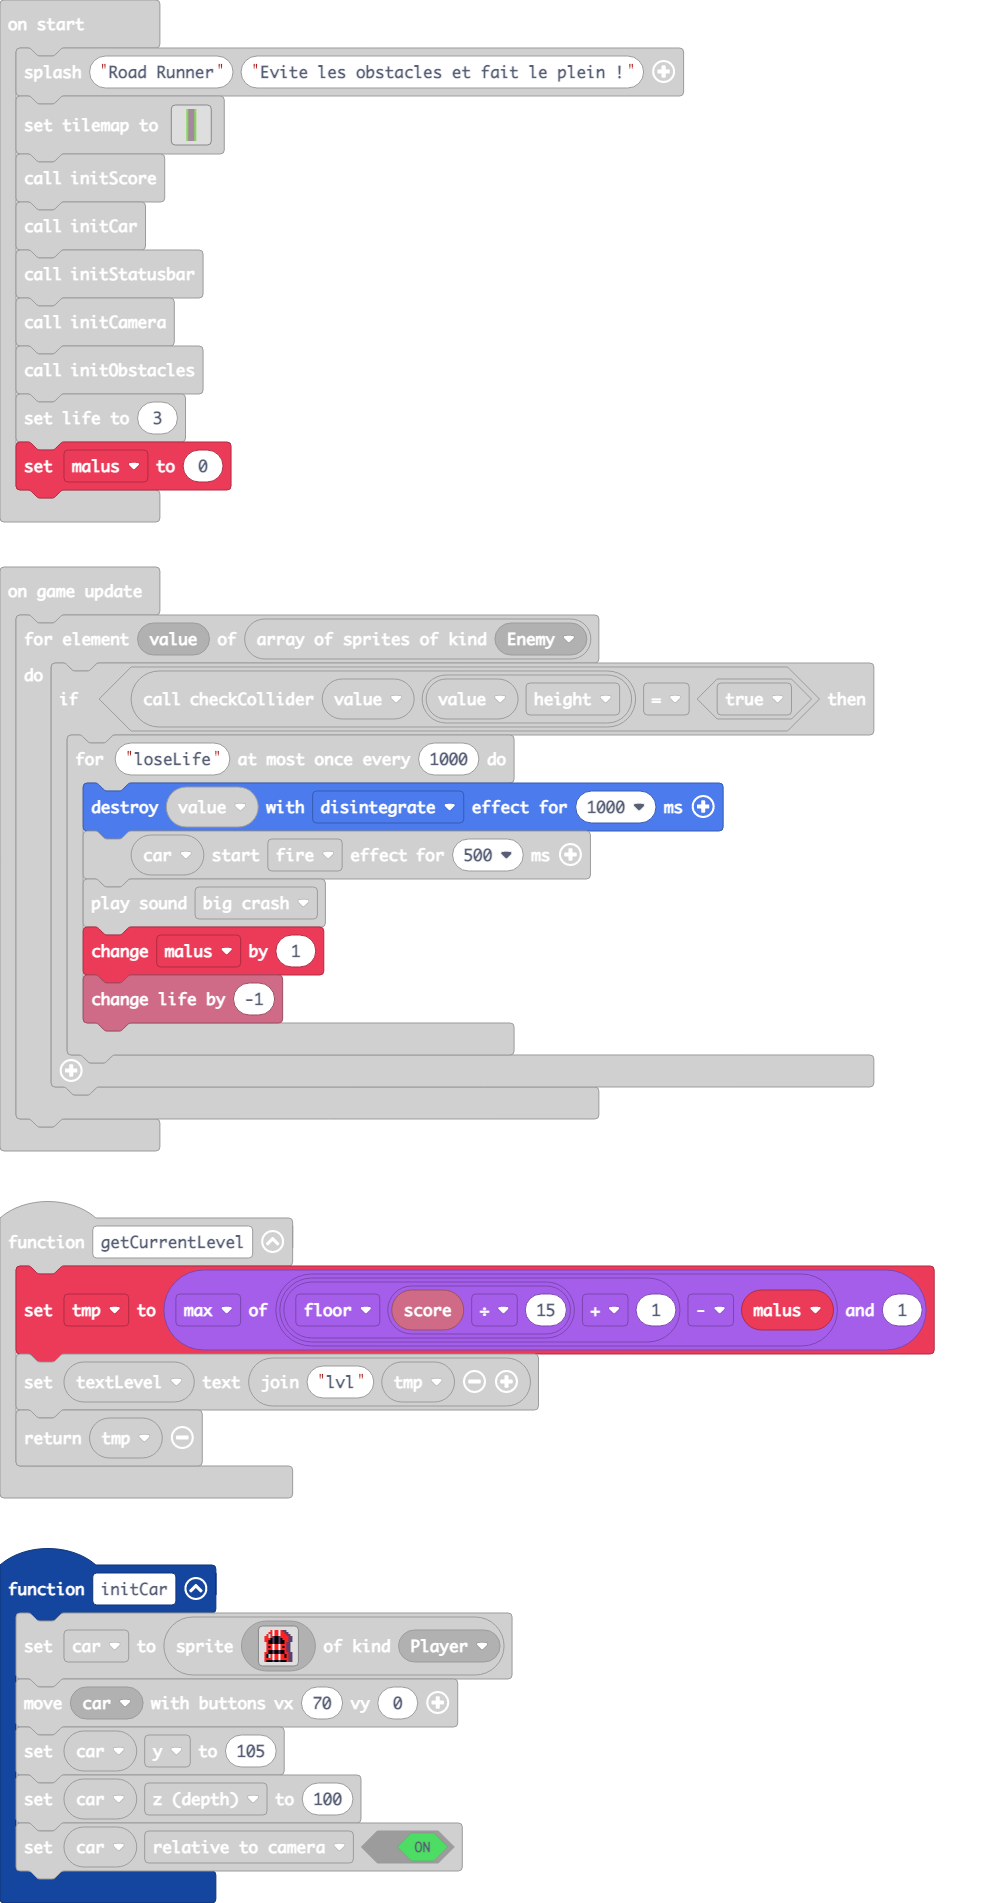 on start
splash "Road Runner" "Evite les obstacles et fait le plein !"
set tilemap to
call initScore
call initCar
call initStatusbar
call initCamera
call initObstacles
set life to 3
set malus to 0
on game update
for element value of array of sprites of kind Enemy
do
if call checkCollider value value height = true then
for "loseLife" at most once every 1000 do
destroy value with disintegrate effect for 1000 ms
car start fire effect for 500 ms
play sound big crash
change malus by 1
change life by -1
function getCurrentLevel
set tmp to max of floor score ÷ 15 + 1 - malus and 1
set textLevel text join "lvl" tmp
return tmp
function initCar
set car to sprite of kind Player
move car with buttons vx 70 vy 0
set car y to 105
set car z (depth) to 100
set car relative to camera ON